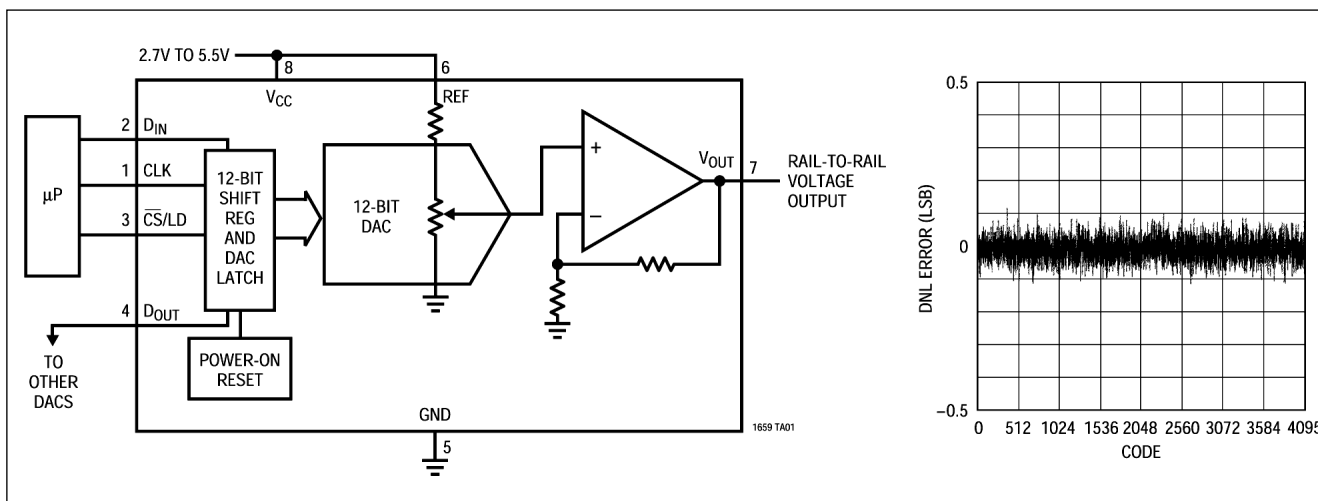 2.7V TO 5.5V
8
6
VCC
REF
µP
2
DIN
1
CLK
3
CS/LD
4
DOUT
12-BIT
SHIFT
REG
AND
DAC
LATCH
12-BIT
DAC
+
−
VOUT
7
RAIL-TO-RAIL
VOLTAGE
OUTPUT
TO
OTHER
DACS
POWER-ON
RESET
GND
5
1659 TA01
DNL ERROR (LSB)
0.5
0
−0.5
0 512 1024 1536 2048 2560 3072 3584 4095
CODE